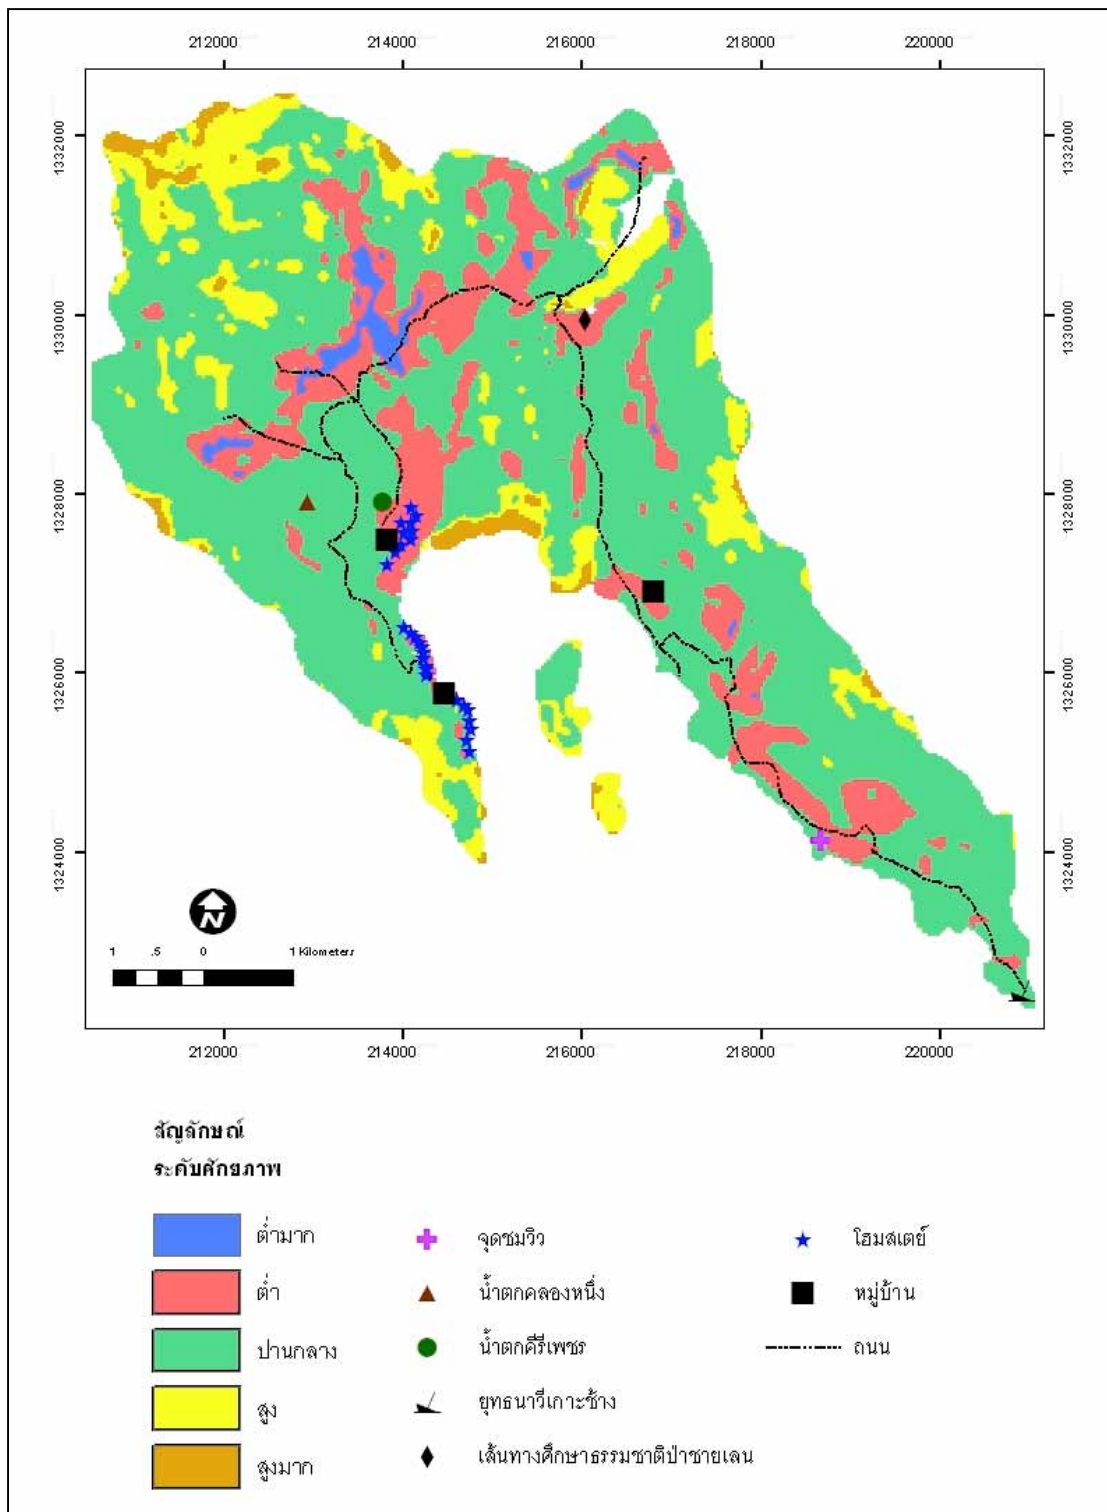 212000 214000 216000 218000 220000
1332000 1332000
1330000 1330000
1328000 1328000
1326000 1326000
1324000 1324000
N
1 .5 0 1 Kilometers
212000 214000 216000 218000 220000
สัญลักษณ์
ระดับศักยภาพ
ต่ำมาก จุดชมวิว โฮมสเตย์
ต่ำ น้ำตกคลองหนึ่ง หมู่บ้าน
ปานกลาง น้ำตกคีรีเพชร ถนน
สูง ยุทธนาวีเกาะช้าง
สูงมาก เส้นทางศึกษาธรรมชาติป่าชายเลน